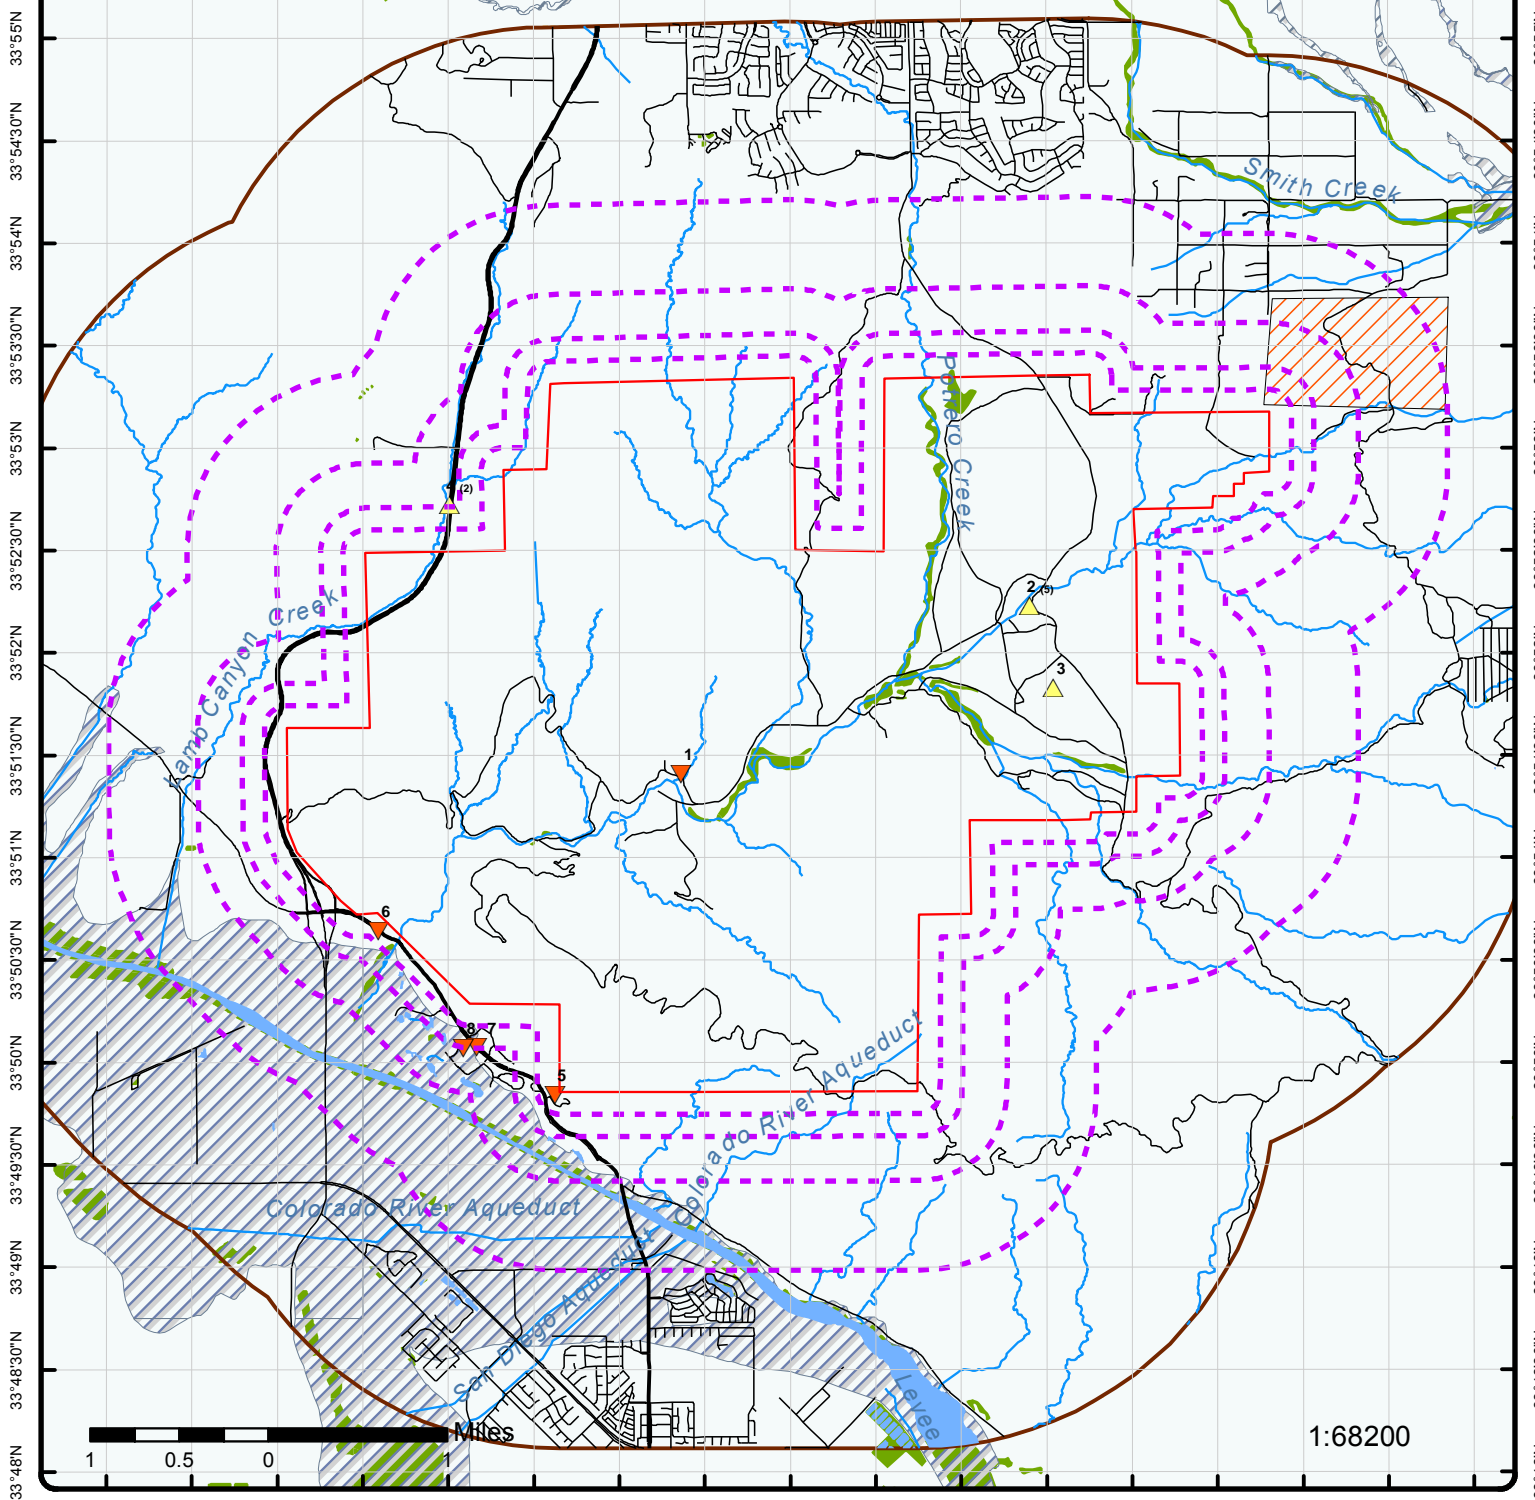 33°55'N
33°54'30"N
33°54'N
33°53'30"N
33°53'N
33°52'30"N
33°52'N
33°51'30"N
33°51'N
33°50'30"N
33°50'N
33°49'30"N
33°49'N
33°48'30"N
33°48'N
Smith Creek
Potrero Creek
(2)
2 (5)
3
Lamb Canyon Creek
1
6
8 7
5
Colorado River Aqueduct
Colorado River Aqueduct
San Diego Aqueduct
Levee
Miles
1 0.5 0 1
1:68200